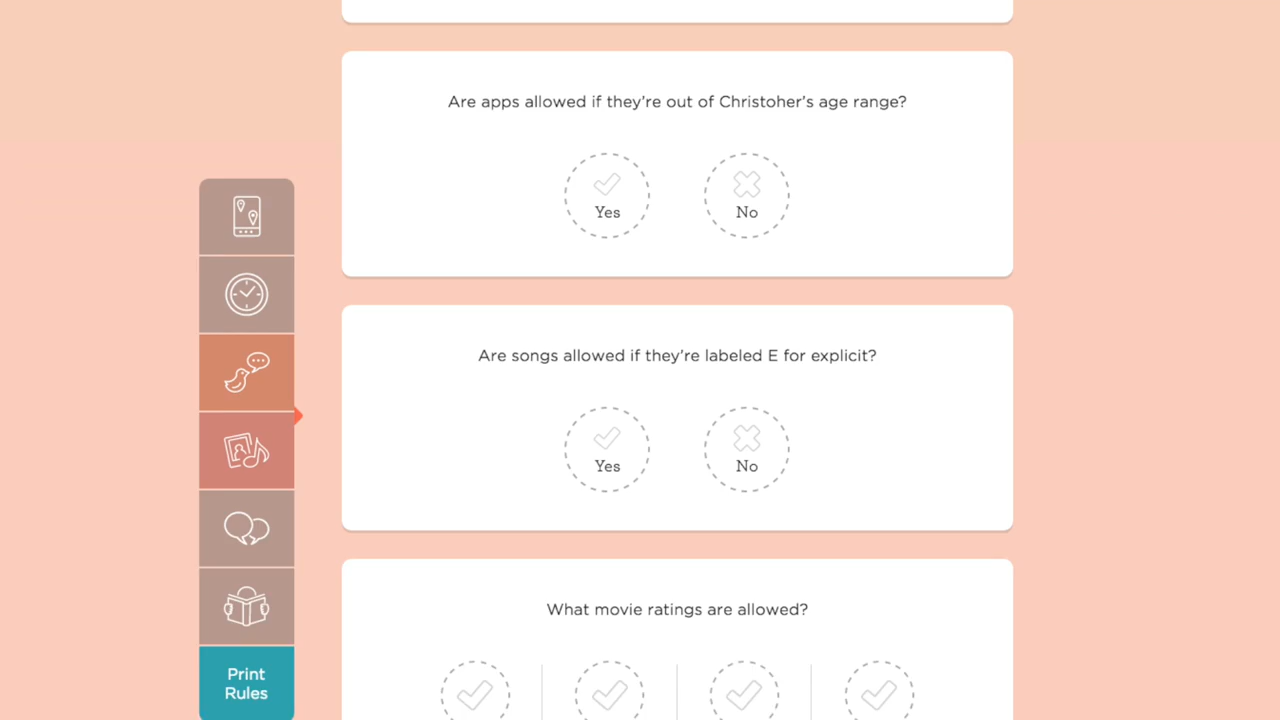 Are apps allowed if they're out of Christoher's age range?
Yes
No
Are songs allowed if they're labeled E for explicit?
Yes
No
What movie ratings are allowed?
Print
Rules